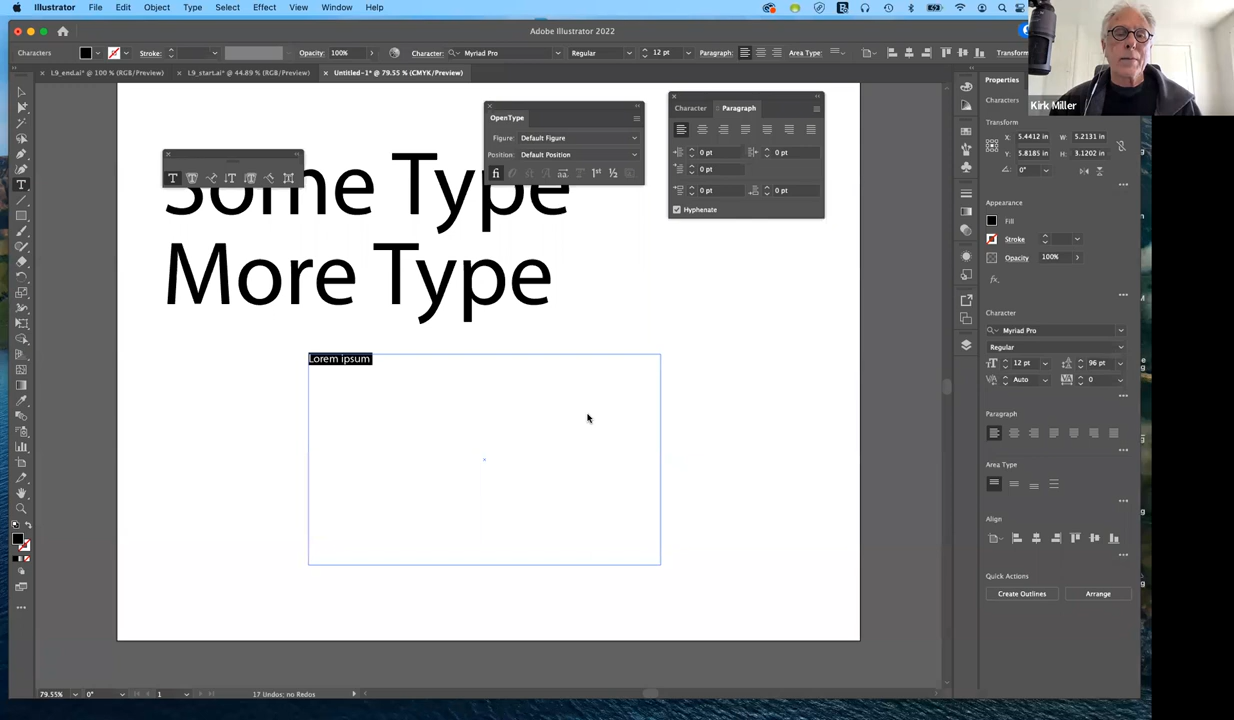 Illustrator File Edit Object Type Select Effect View Window Help
Adobe Illustrator 2022
Characters Stroke: Opacity: 100% Character: Myriad Pro Regular 12 pt Paragraph: Area Type: Transform
L9_end.ai* @ 100 % (RGB/Preview) L9_start.ai* @ 44.89 % (RGB/Preview) Untitled-1* @ 79.55 % (CMYK/Preview)
Kirk Miller
Properties
Characters
Transform
X: 5.4412 in W: 5.2131 in
Y: 5.8185 in H: 3.1202 in
0°
Appearance
Fill
Stroke
Opacity 100%
fx.
Character
Myriad Pro
Regular
12 pt 96 pt
Auto 0
Paragraph
Area Type
Align
Quick Actions
Create Outlines Arrange
OpenType
Figure: Default Figure
Position: Default Position
Character Paragraph
0 pt 0 pt
0 pt
0 pt 0 pt
Hyphenate
Some Type
More Type
Lorem ipsum
79.55% 0° 1 17 Undos; no Redos